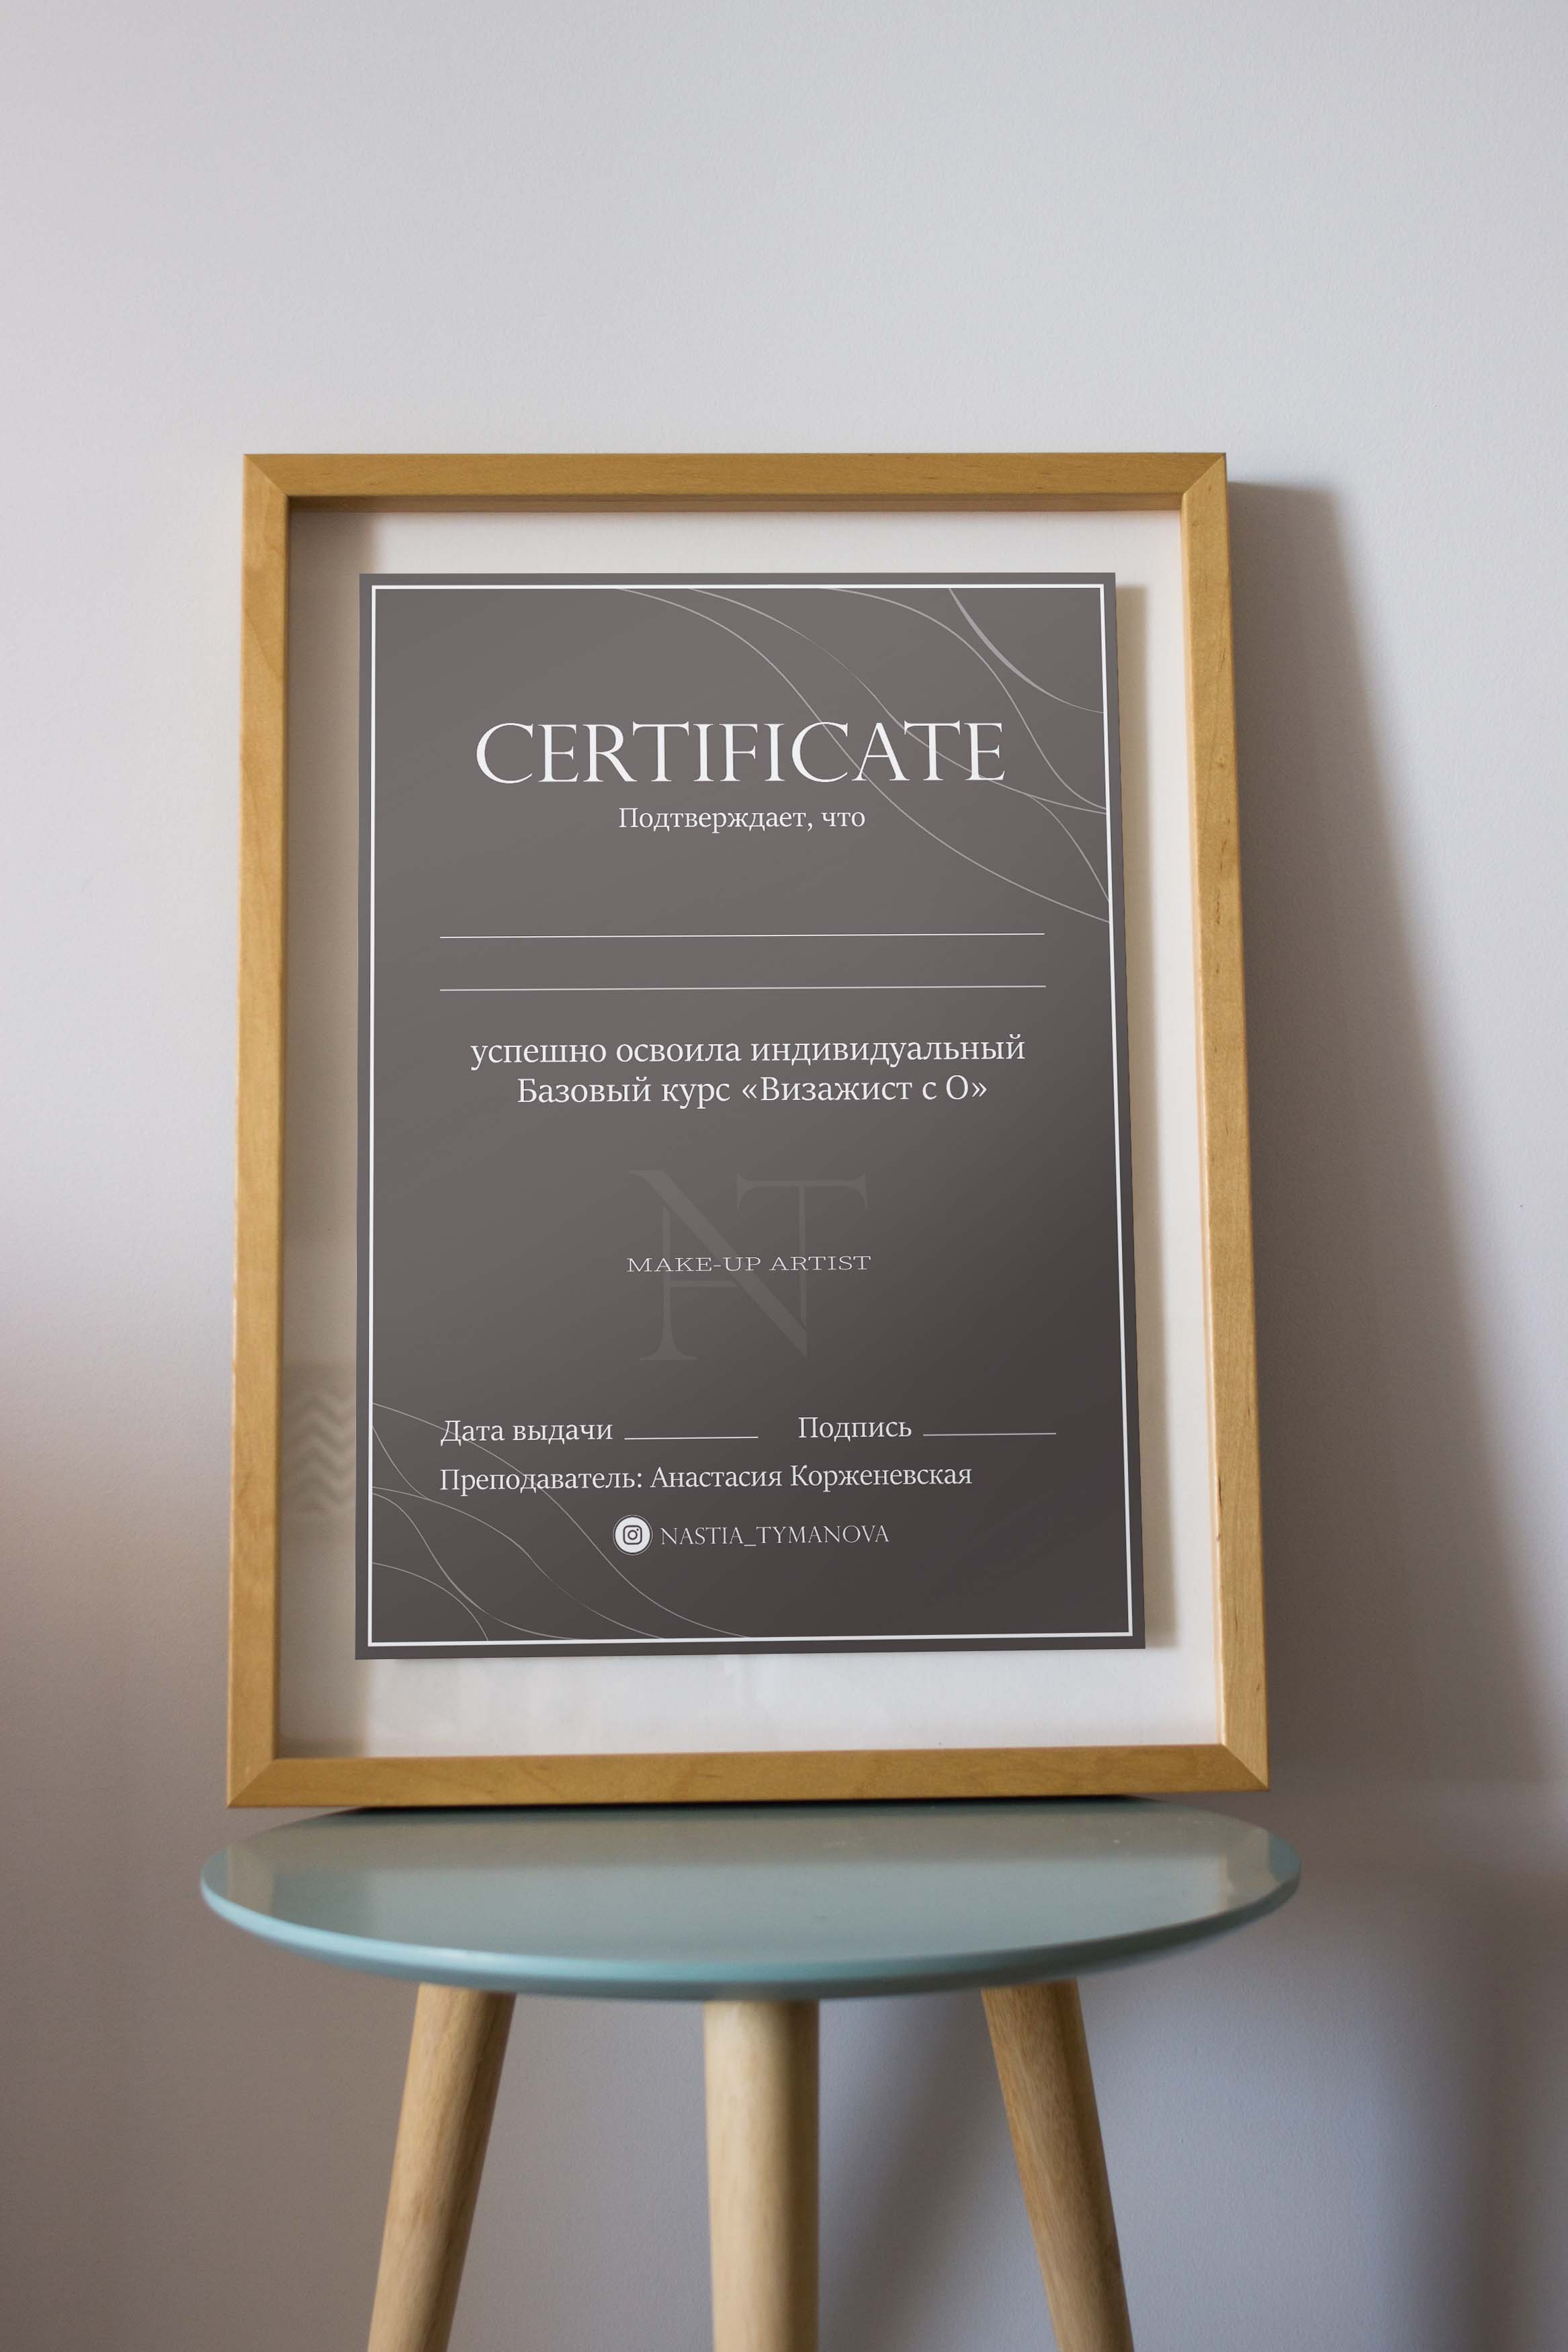 CERTIFICATE
Подтверждает, что
успешно освоила индивидуальный
Базовый курс «Визажист с О»
NT
MAKE-UP ARTIST
Дата выдачи Подпись
Преподаватель: Анастасия Корженевская
NASTIA_TYMANOVA